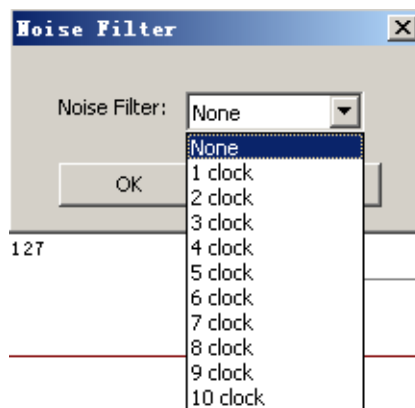 Noise Filter
Noise Filter: None
None
1 clock
OK
2 clock
3 clock
127
4 clock
5 clock
6 clock
7 clock
8 clock
9 clock
10 clock